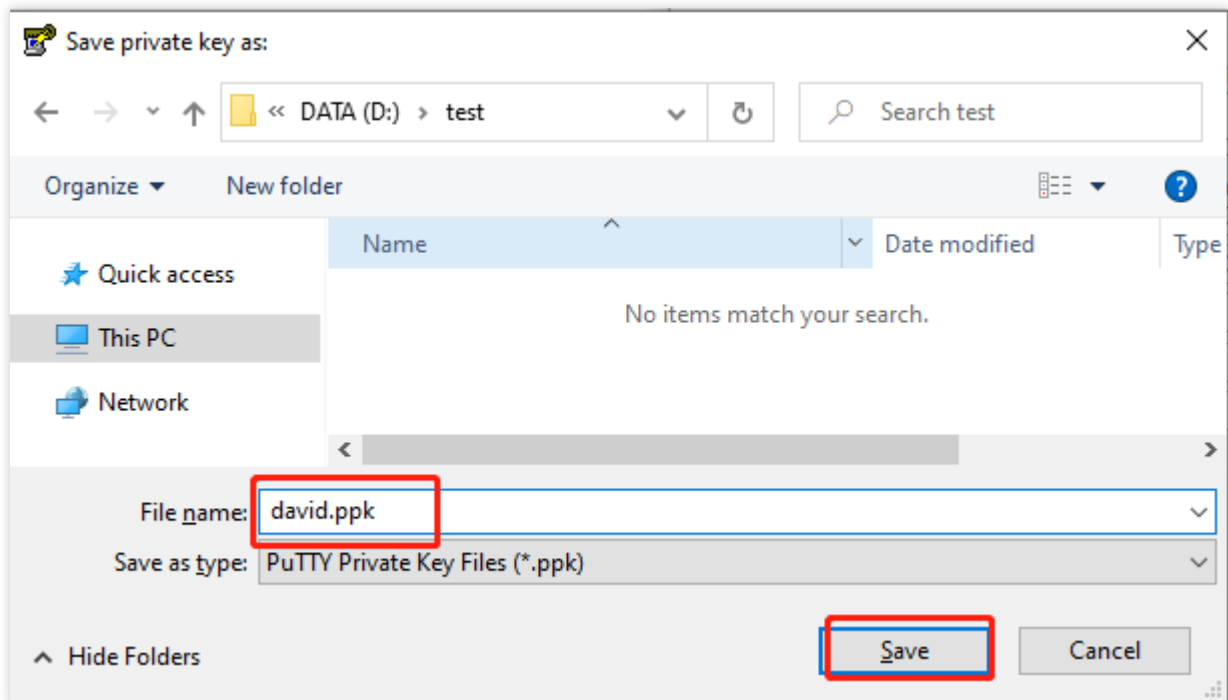 Save private key as:
« DATA (D:) › test
Search test
Organize
New folder
Name
Date modified
Type
Quick access
No items match your search.
This PC
Network
File name: david.ppk
Save as type: PuTTY Private Key Files (*.ppk)
Hide Folders
Save
Cancel